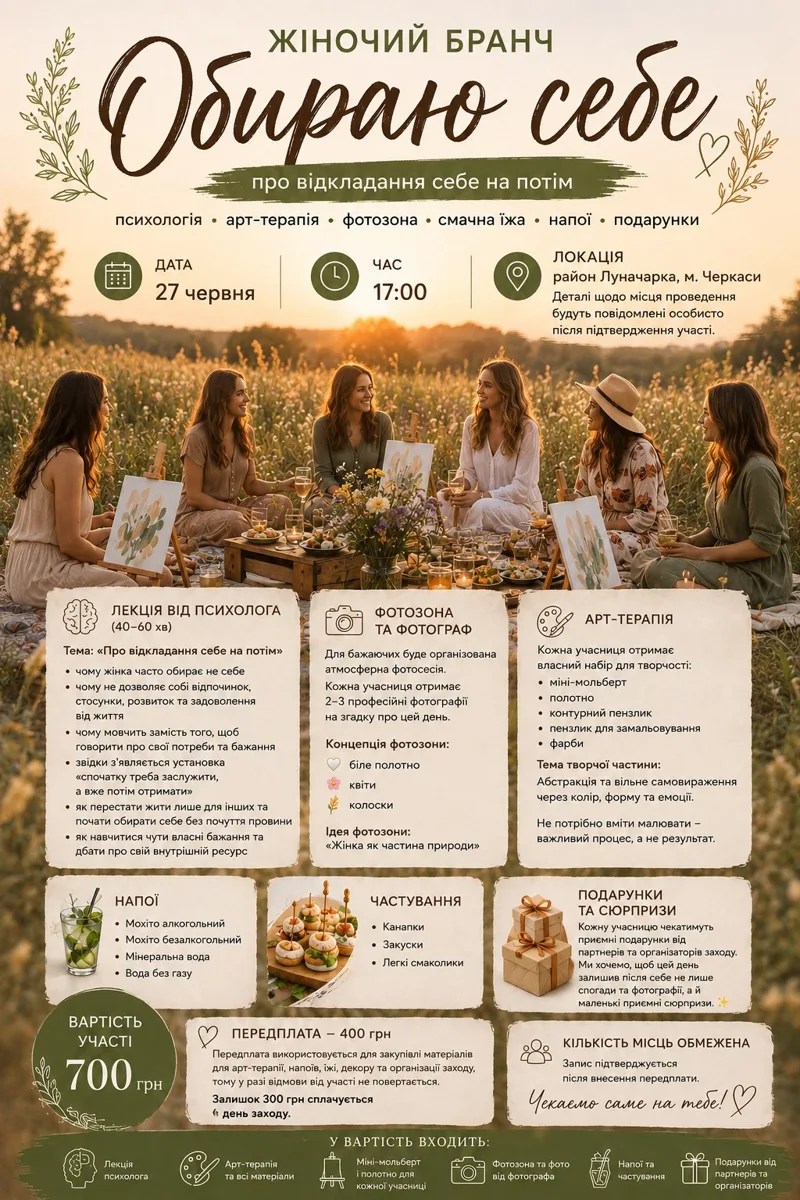 ЖІНОЧИЙ БРАНЧ
Обираю себе
про відкладання себе на потім
психологія • арт-терапія • фотозона • смачна їжа • напої • подарунки
ДАТА
27 червня
ЧАС
17:00
ЛОКАЦІЯ
район Луначарка, м. Черкаси
Деталі щодо місця проведення
будуть повідомлені особисто
після підтвердження участі.
ЛЕКЦІЯ ВІД ПСИХОЛОГА
(40–60 хв)
Тема: «Про відкладання себе на потім»
• чому жінка часто обирає не себе
• чому не дозволяє собі відпочинок,
стосунки, розвиток та задоволення
від життя
• чому мовчить замість того, щоб
говорити про свої потреби та бажання
• звідки з'являється установка
«спочатку треба заслужити,
а вже потім отримати»
• як перестати жити лише для інших та
почати обирати себе без почуття провини
• як навчитися чути власні бажання та
дбати про свій внутрішній ресурс
ФОТОЗОНА
ТА ФОТОГРАФ
Для бажаючих буде організована
атмосферна фотосесія.
Кожна учасниця отримає
2–3 професійні фотографії
на згадку про цей день.
Концепція фотозони:
біле полотно
квіти
колоски
Ідея фотозони:
«Жінка як частина природи»
АРТ-ТЕРАПІЯ
Кожна учасниця отримає
власний набір для творчості:
• міні-мольберт
• полотно
• контурний пензлик
• пензлик для замальовування
• фарби
Тема творчої частини:
Абстракція та вільне самовираження
через колір, форму та емоції.
Не потрібно вміти малювати –
важливий процес, а не результат.
НАПОЇ
• Мохіто алкогольний
• Мохіто безалкогольний
• Мінеральна вода
• Вода без газу
ЧАСТУВАННЯ
• Канапки
• Закуски
• Легкі смаколики
ПОДАРУНКИ
ТА СЮРПРИЗИ
Кожну учасницю чекатимуть
приємні подарунки від
партнерів та організаторів заходу.
Ми хочемо, щоб цей день
залишив після себе не лише
спогади та фотографії, а й
маленькі приємні сюрпризи. ✨
ВАРТІСТЬ
УЧАСТІ
700 грн
ПЕРЕДПЛАТА – 400 грн
Передплата використовується для закупівлі матеріалів
для арт-терапії, напоїв, їжі, декору та організації заходу,
тому у разі відмови від участі не повертається.
Залишок 300 грн сплачується
день заходу.
КІЛЬКІСТЬ МІСЦЬ ОБМЕЖЕНА
Запис підтверджується
після внесення передплати.
Чекаємо саме на тебе!
У ВАРТІСТЬ ВХОДИТЬ:
Лекція
психолога
Арт-терапія
та всі матеріали
Міні-мольберт
і полотно для
кожної учасниці
Фотозона та фото
від фотографа
Напої та
частування
Подарунки від
партнерів та
організаторів